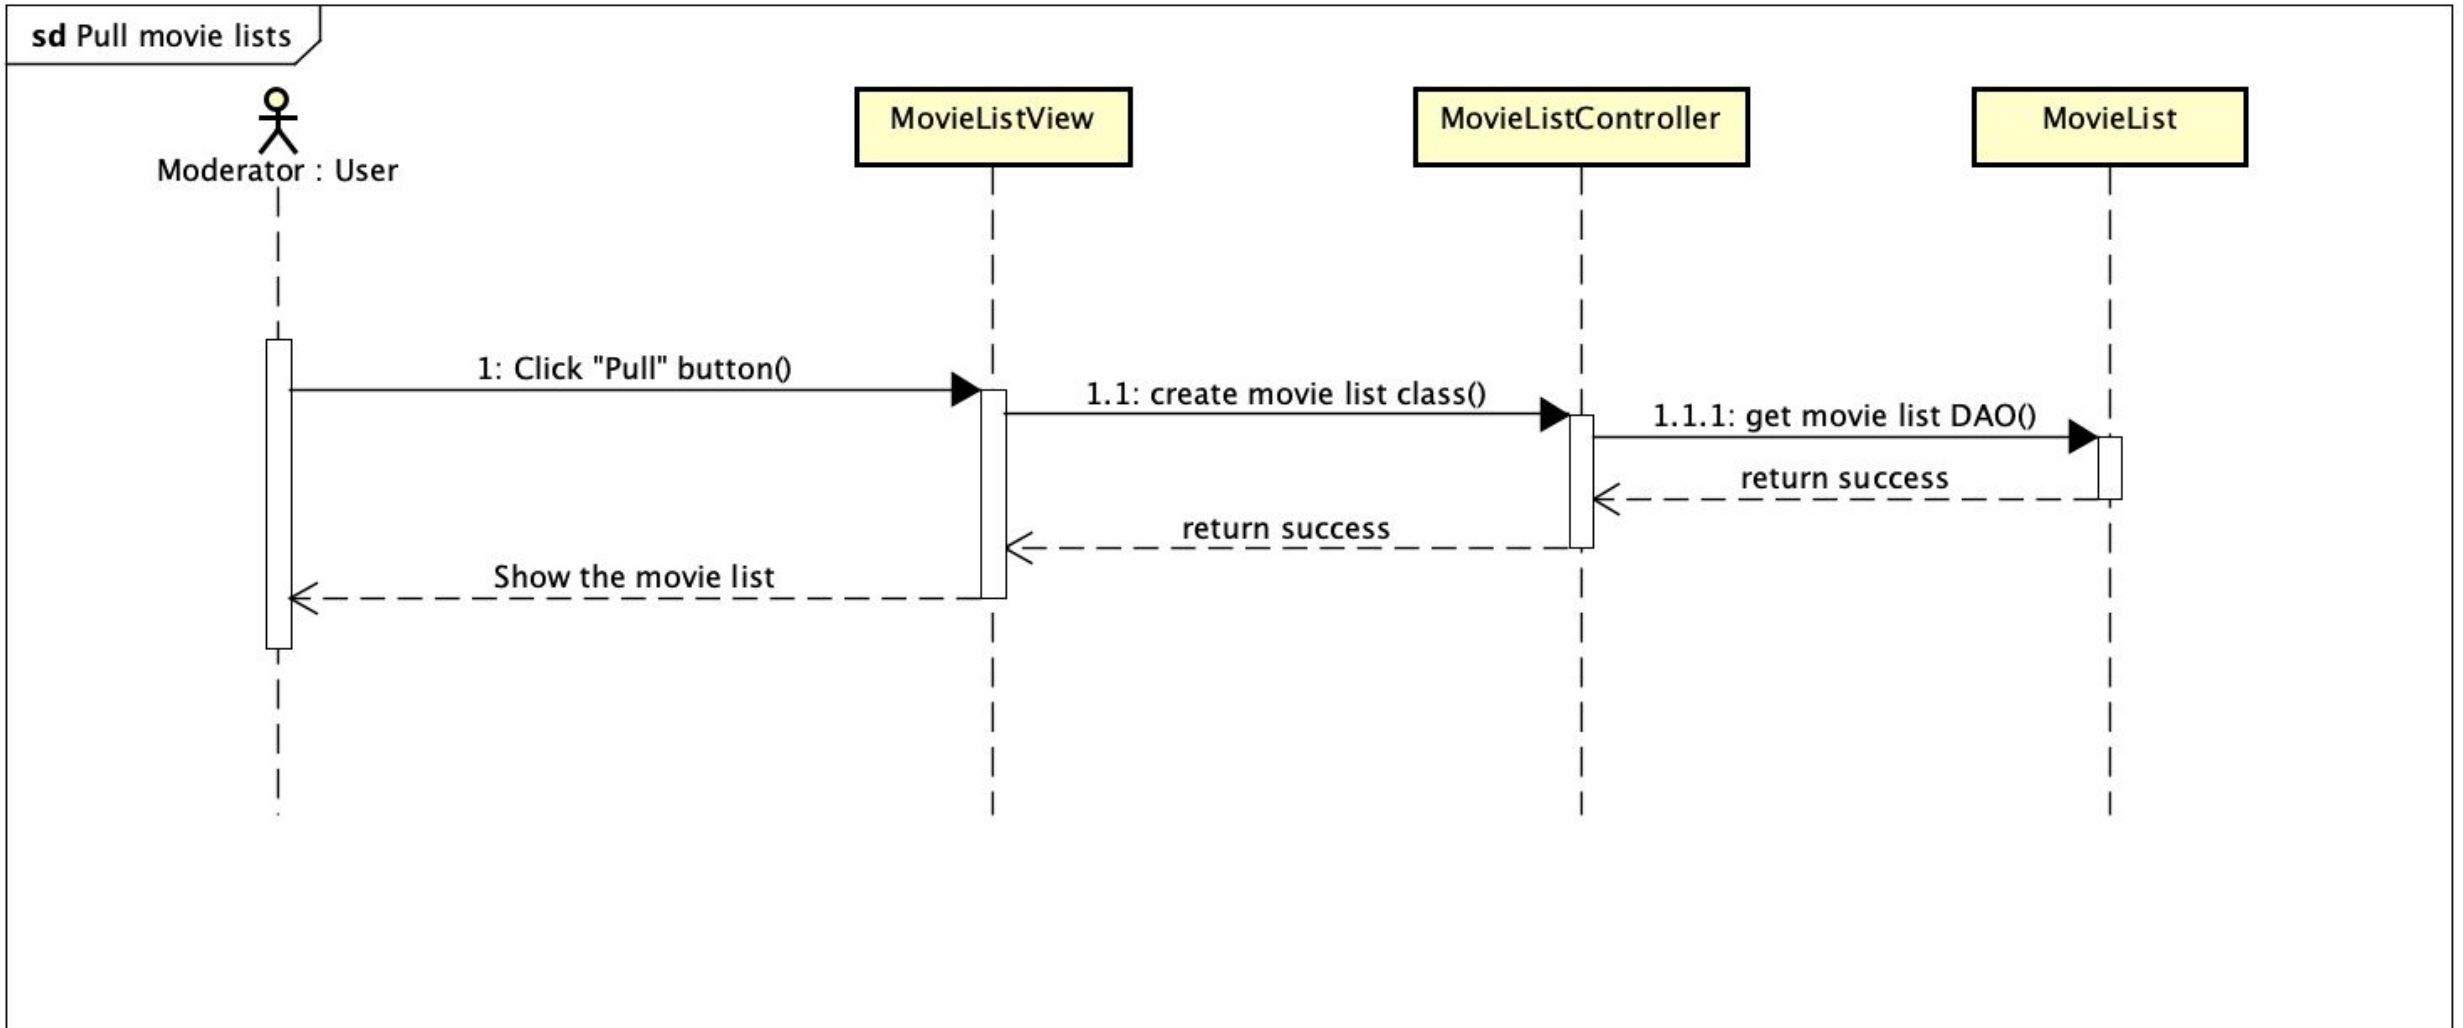 sd Pull movie lists
Moderator : User
MovieListView
MovieListController
MovieList
1: Click "Pull" button()
1.1: create movie list class()
1.1.1: get movie list DAO()
return success
return success
Show the movie list